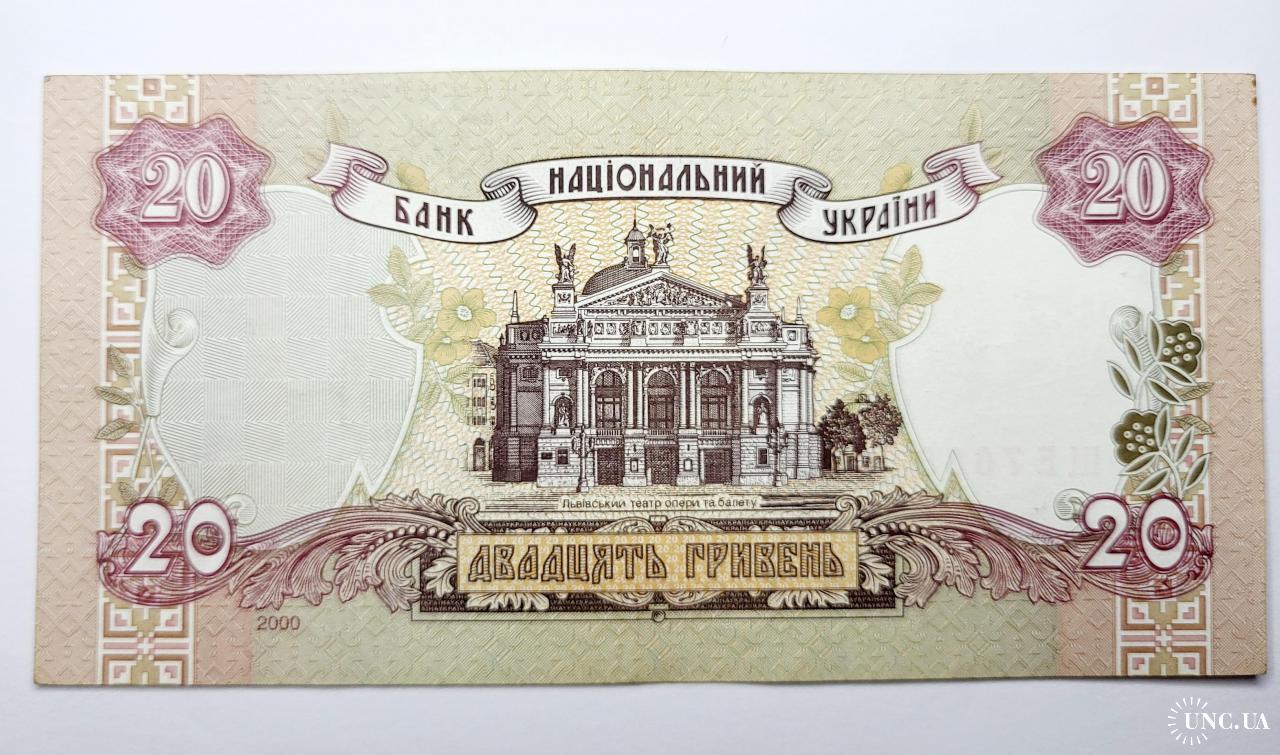 20
20
БАНК
НАЦІОНАЛЬНИЙ
УКРАЇНИ
Львівський театр опери та балету
ДВАДЦЯТЬ ГРИВЕНЬ
20
20
2000
UNC.UA